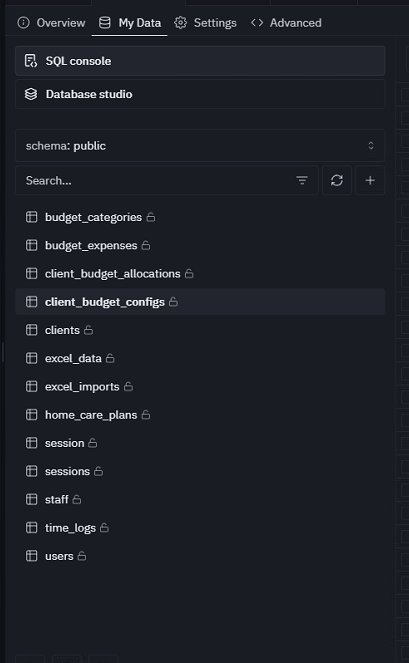 Overview My Data Settings Advanced
SQL console
Database studio
schema: public
Search...
budget_categories
budget_expenses
client_budget_allocations
client_budget_configs
clients
excel_data
excel_imports
home_care_plans
session
sessions
staff
time_logs
users